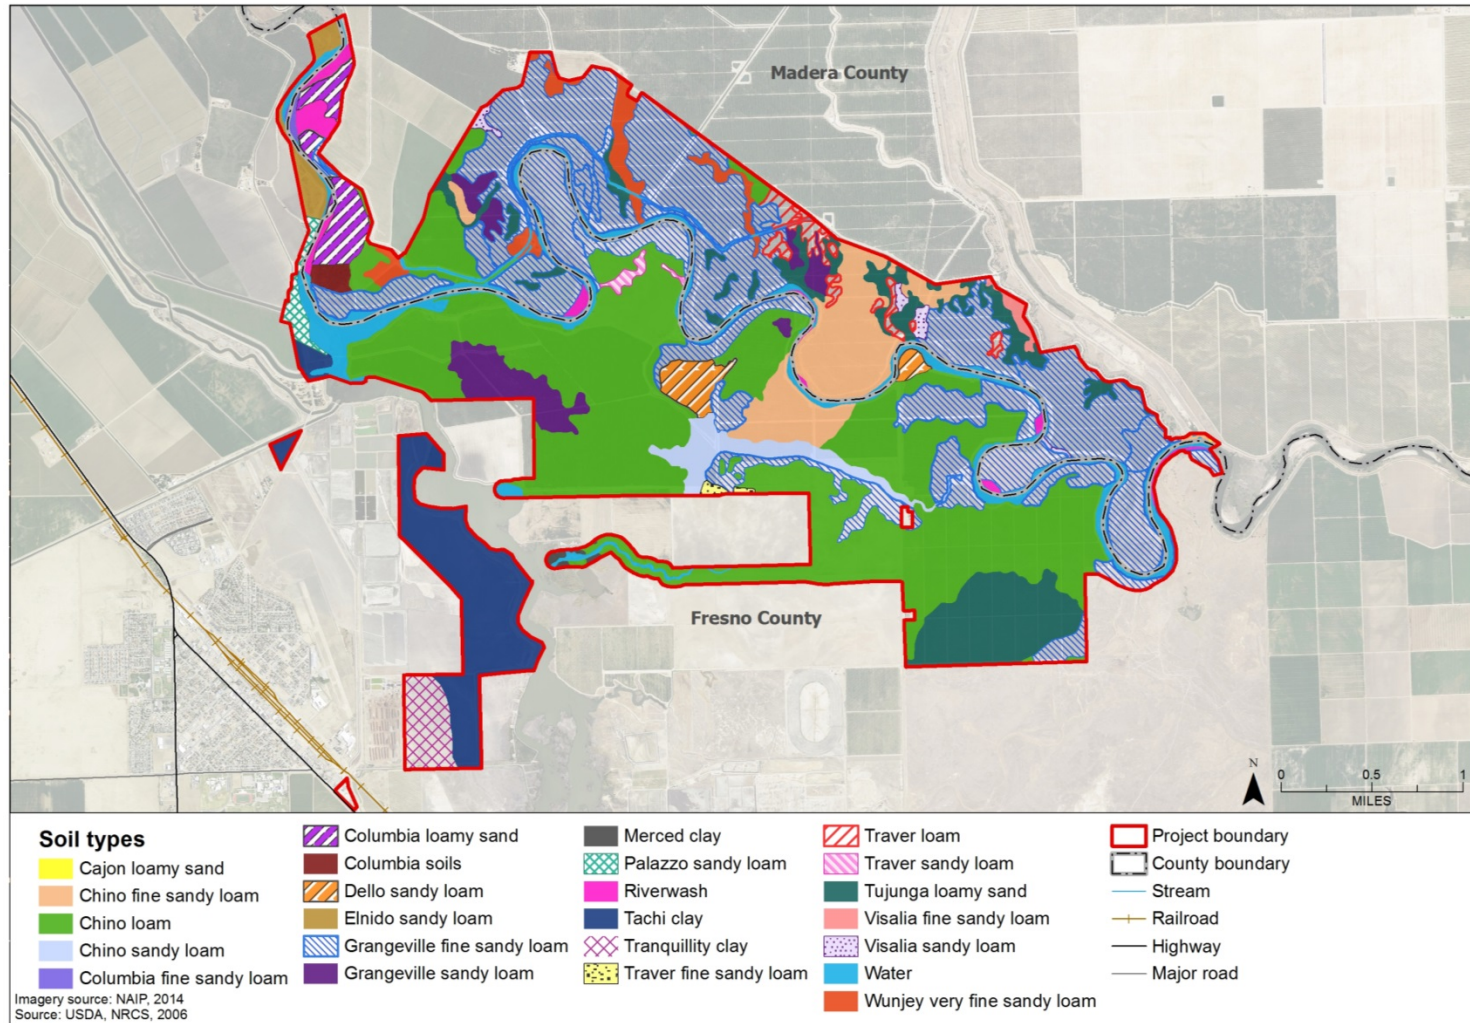 Madera County
Fresno County
N
0 0.5 1
MILES
Soil types
Cajon loamy sand
Chino fine sandy loam
Chino loam
Chino sandy loam
Columbia fine sandy loam
Columbia loamy sand
Columbia soils
Dello sandy loam
Elnido sandy loam
Grangeville fine sandy loam
Grangeville sandy loam
Merced clay
Palazzo sandy loam
Riverwash
Tachi clay
Tranquillity clay
Traver fine sandy loam
Traver loam
Traver sandy loam
Tujunga loamy sand
Visalia fine sandy loam
Visalia sandy loam
Water
Wunjey very fine sandy loam
Project boundary
County boundary
Stream
Railroad
Highway
Major road
Imagery source: NAIP, 2014
Source: USDA, NRCS, 2006